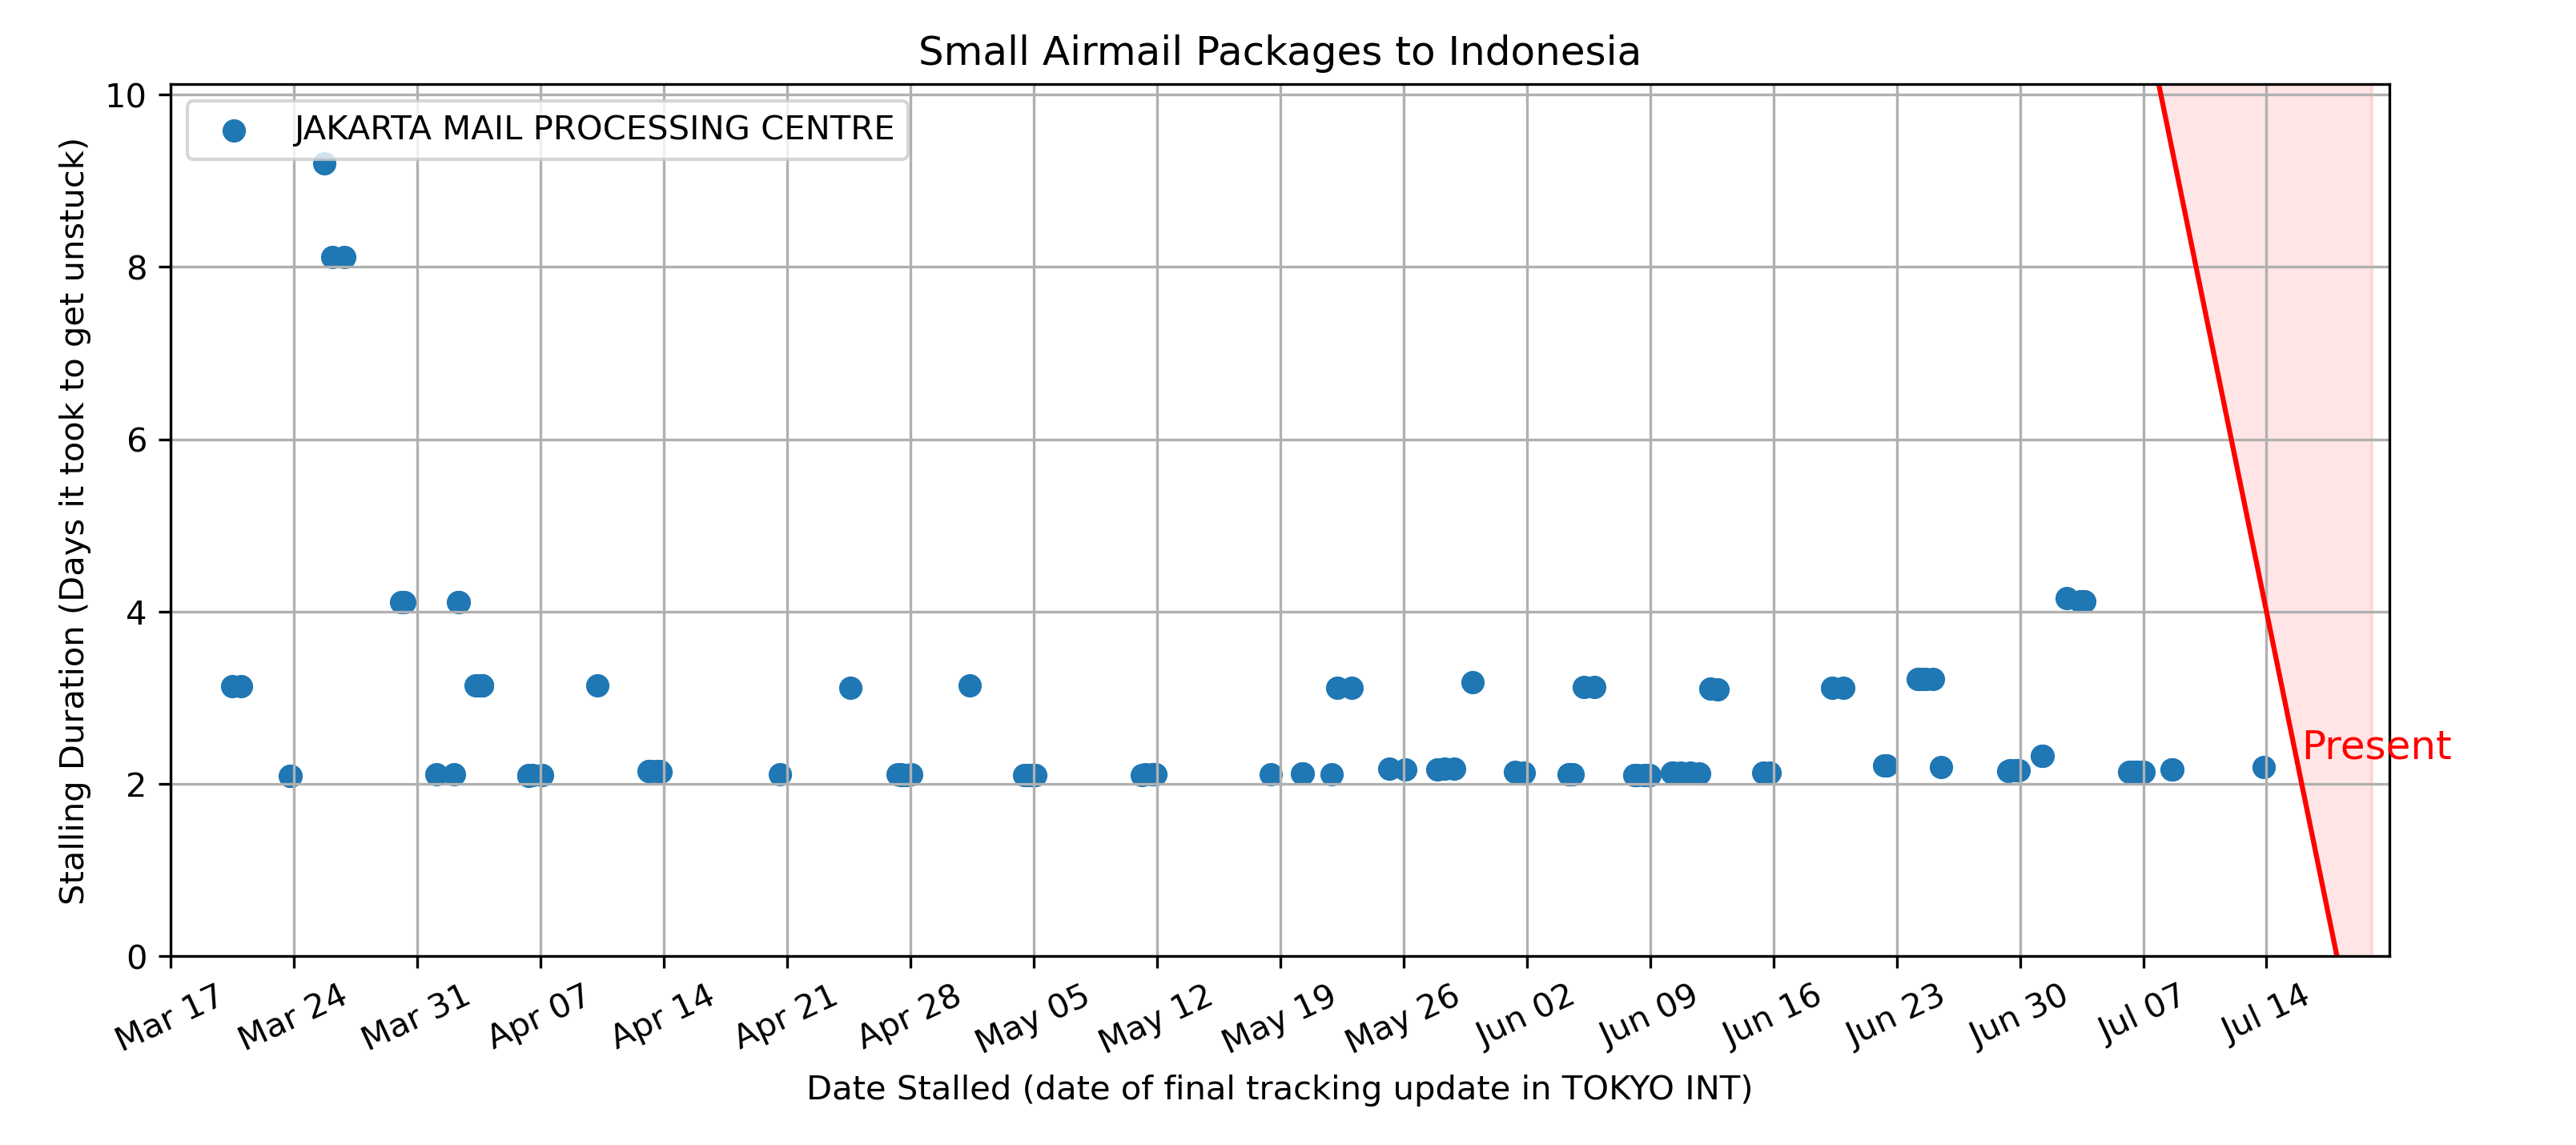 Small Airmail Packages to Indonesia
JAKARTA MAIL PROCESSING CENTRE
Stalling Duration (Days it took to get unstuck)
10
8
6
4
2
0
Present
Mar 17
Mar 24
Mar 31
Apr 07
Apr 14
Apr 21
Apr 28
May 05
May 12
May 19
May 26
Jun 02
Jun 09
Jun 16
Jun 23
Jun 30
Jul 07
Jul 14
Date Stalled (date of final tracking update in TOKYO INT)